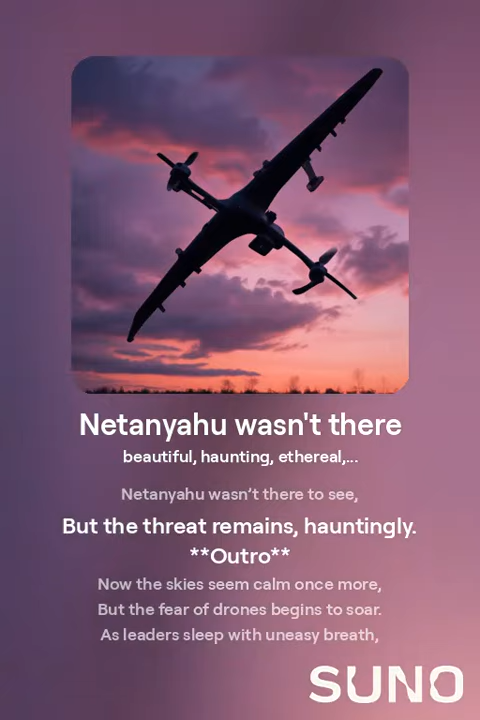 Netanyahu wasn't there
beautiful, haunting, ethereal,...
Netanyahu wasn’t there to see,
But the threat remains, hauntingly.
**Outro**
Now the skies seem calm once more,
But the fear of drones begins to soar.
As leaders sleep with uneasy breath,
SUNO